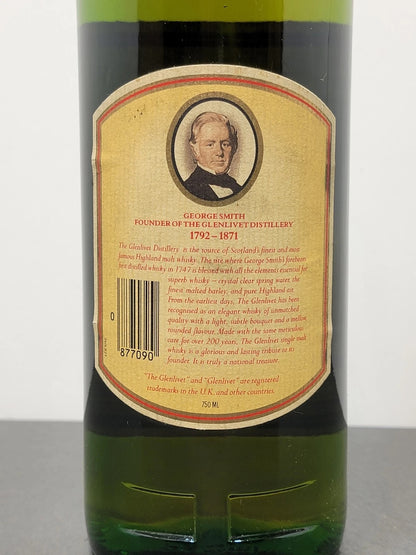 GEORGE SMITH
FOUNDER OF THE GLENLIVET DISTILLERY
1792–1871
The Glenlivet Distillery is the source of Scotland's finest and most
famous Highland malt whisky. The site where George Smith's forebears
first distilled whisky in 1747 is blessed with all the elements essential for
superb whisky – crystal clear spring water, the
finest malted barley, and pure Highland air.
From the earliest days, The Glenlivet has been
recognised as an elegant whisky of unmatched
quality with a light, subtle bouquet and a mellow,
rounded flavour. Made with the same meticulous
care for over 200 years, The Glenlivet single malt
whisky is a glorious and lasting tribute to its
founder. It is truly a national treasure.
0
877090
"The Glenlivet" and "Glenlivet" are registered
trademarks in the U.K. and other countries.
750 ML